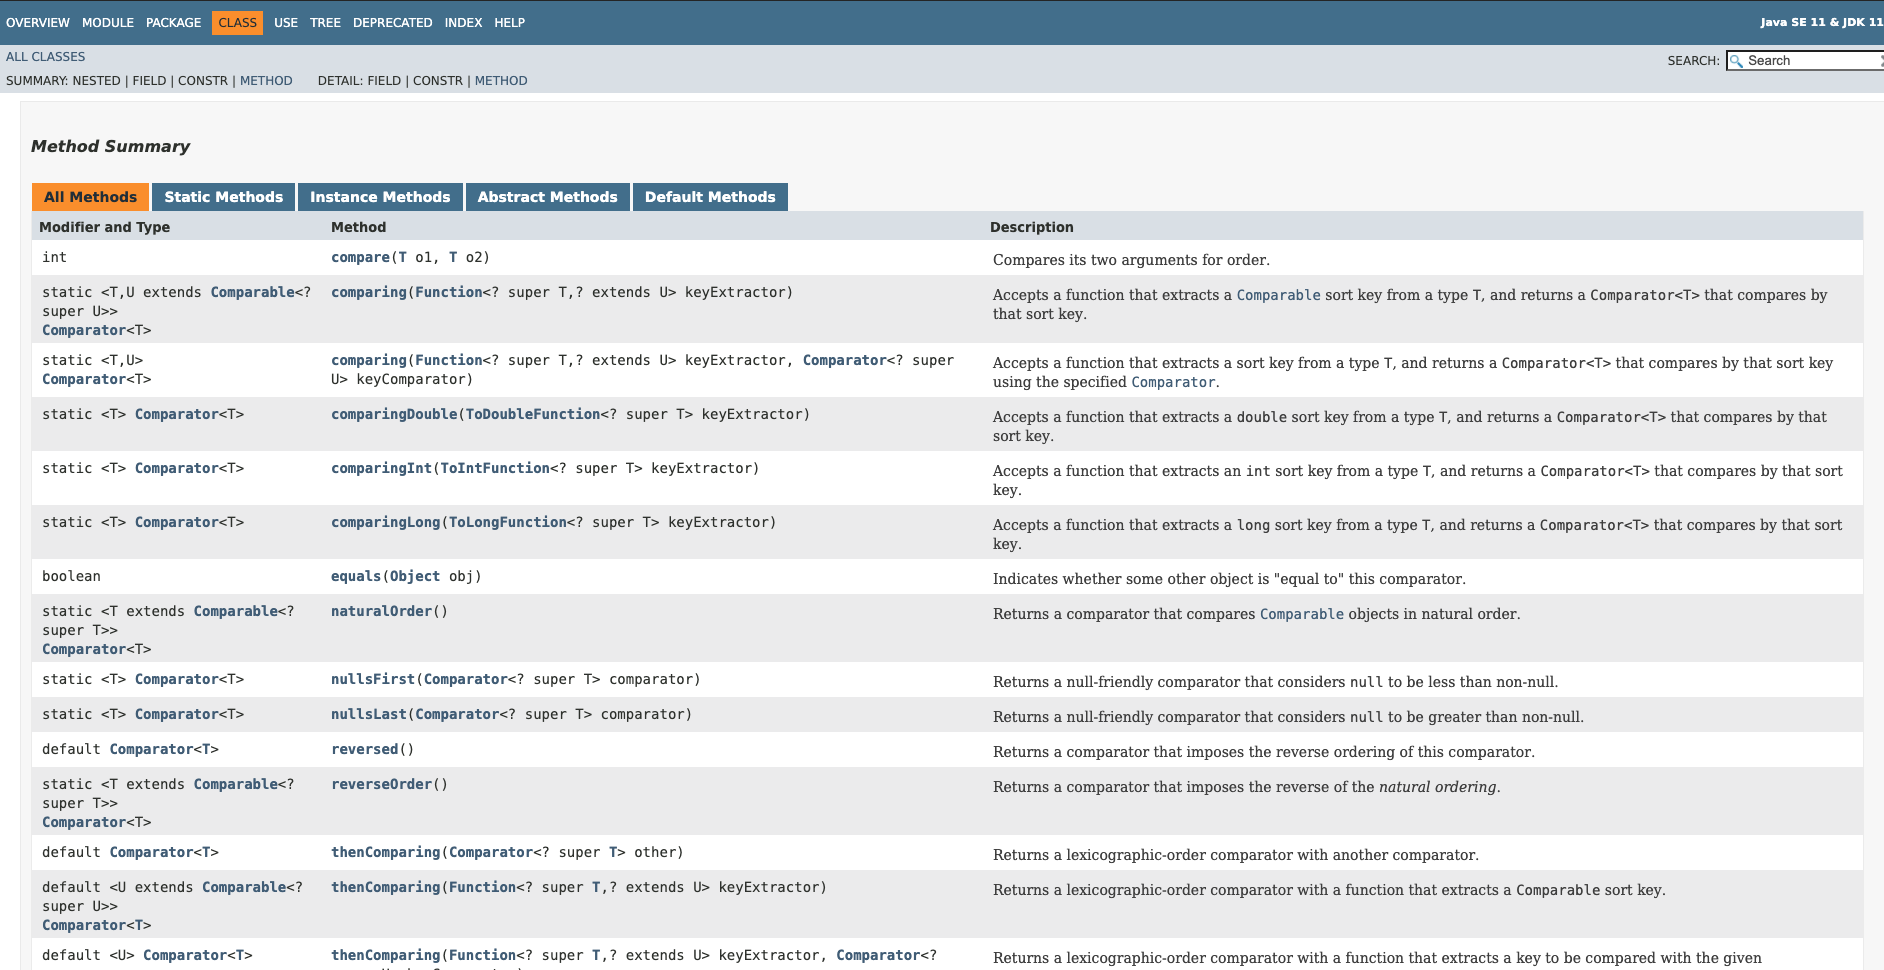 OVERVIEW MODULE PACKAGE CLASS USE TREE DEPRECATED INDEX HELP
Java SE 11 & JDK 11
ALL CLASSES
SEARCH: Search
SUMMARY: NESTED | FIELD | CONSTR | METHOD DETAIL: FIELD | CONSTR | METHOD
Method Summary
All Methods Static Methods Instance Methods Abstract Methods Default Methods
Modifier and Type Method Description
int compare(T o1, T o2) Compares its two arguments for order.
static <T,U extends Comparable<? comparing(Function<? super T,? extends U> keyExtractor) Accepts a function that extracts a Comparable sort key from a type T, and returns a Comparator<T> that compares by
super U>> that sort key.
Comparator<T>
static <T,U> comparing(Function<? super T,? extends U> keyExtractor, Comparator<? super Accepts a function that extracts a sort key from a type T, and returns a Comparator<T> that compares by that sort key
Comparator<T> U> keyComparator) using the specified Comparator.
static <T> Comparator<T> comparingDouble(ToDoubleFunction<? super T> keyExtractor) Accepts a function that extracts a double sort key from a type T, and returns a Comparator<T> that compares by that
sort key.
static <T> Comparator<T> comparingInt(ToIntFunction<? super T> keyExtractor) Accepts a function that extracts an int sort key from a type T, and returns a Comparator<T> that compares by that sort
key.
static <T> Comparator<T> comparingLong(ToLongFunction<? super T> keyExtractor) Accepts a function that extracts a long sort key from a type T, and returns a Comparator<T> that compares by that sort
key.
boolean equals(Object obj) Indicates whether some other object is "equal to" this comparator.
static <T extends Comparable<? naturalOrder() Returns a comparator that compares Comparable objects in natural order.
super T>>
Comparator<T>
static <T> Comparator<T> nullsFirst(Comparator<? super T> comparator) Returns a null-friendly comparator that considers null to be less than non-null.
static <T> Comparator<T> nullsLast(Comparator<? super T> comparator) Returns a null-friendly comparator that considers null to be greater than non-null.
default Comparator<T> reversed() Returns a comparator that imposes the reverse ordering of this comparator.
static <T extends Comparable<? reverseOrder() Returns a comparator that imposes the reverse of the natural ordering.
super T>>
Comparator<T>
default Comparator<T> thenComparing(Comparator<? super T> other) Returns a lexicographic-order comparator with another comparator.
default <U extends Comparable<? thenComparing(Function<? super T,? extends U> keyExtractor) Returns a lexicographic-order comparator with a function that extracts a Comparable sort key.
super U>>
Comparator<T>
default <U> Comparator<T> thenComparing(Function<? super T,? extends U> keyExtractor, Comparator<? Returns a lexicographic-order comparator with a function that extracts a key to be compared with the given